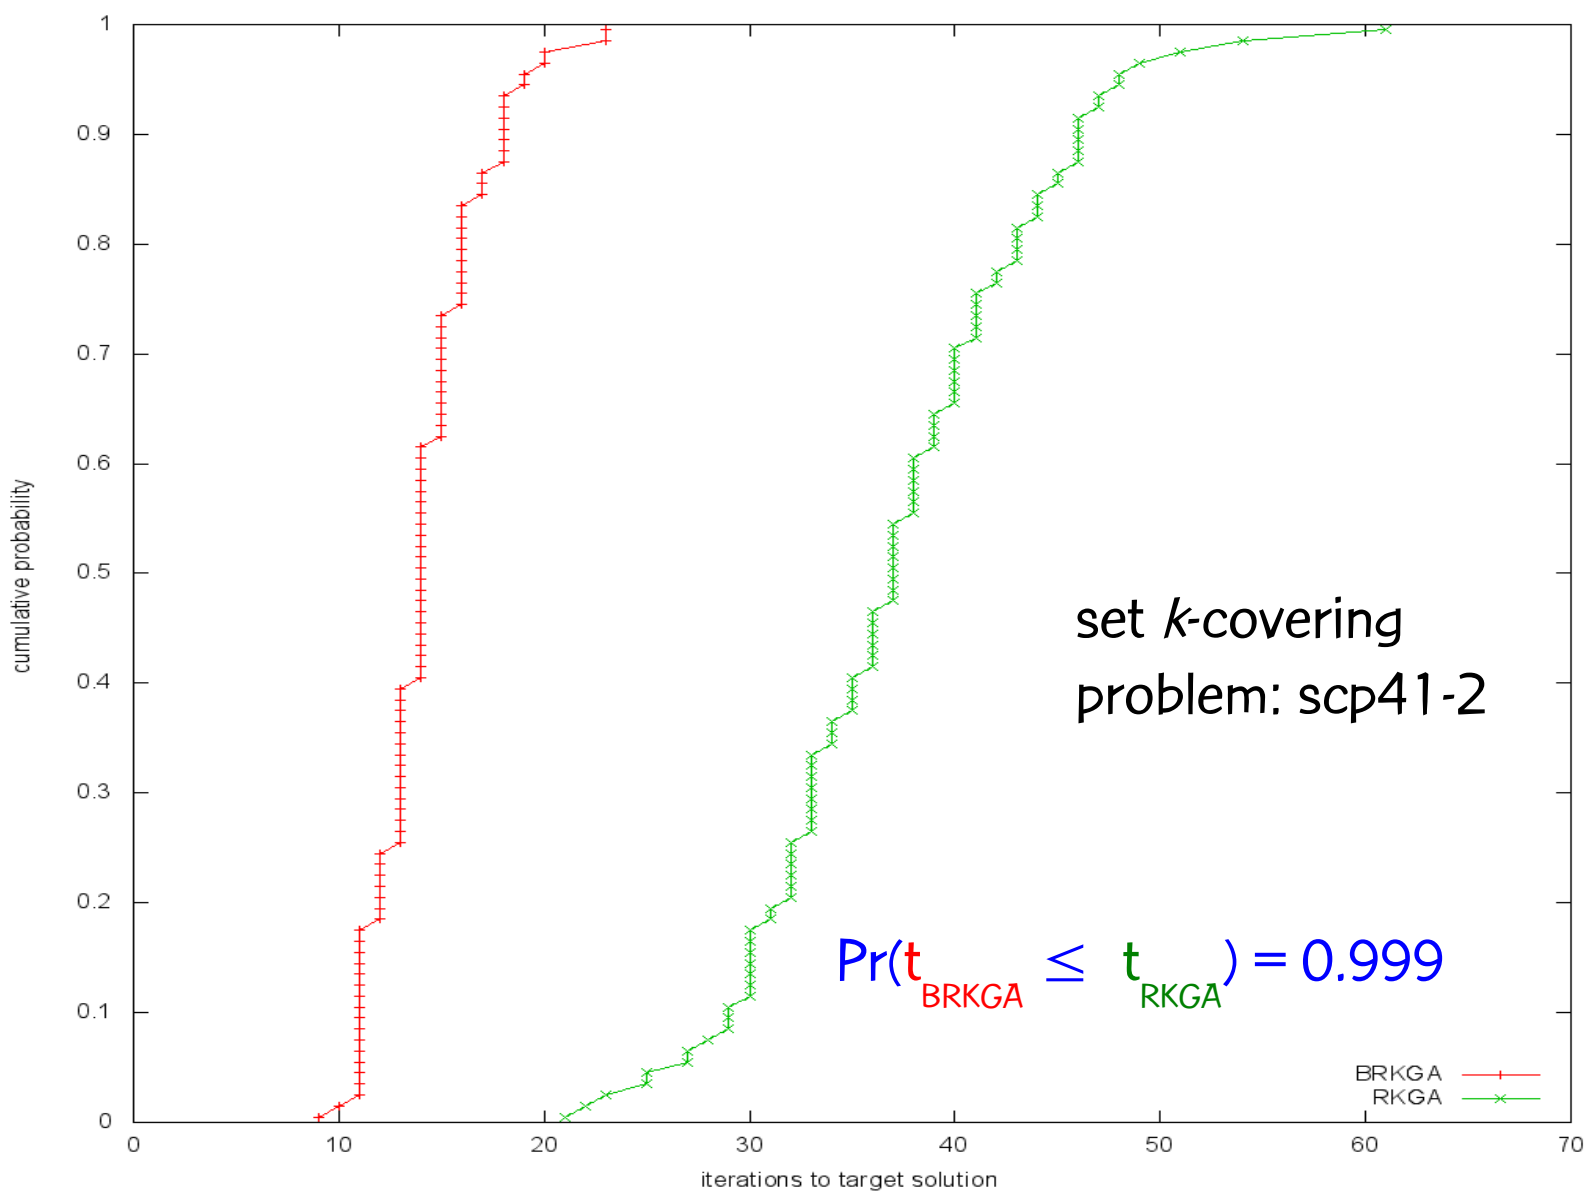 1
0.9
0.8
0.7
0.6
0.5
0.4
0.3
0.2
0.1
0
cumulative probability
set k-covering
problem: scp41-2
Pr(t BRKGA ≤ t RKGA) = 0.999
BRKGA
RKGA
0 10 20 30 40 50 60 70
iterations to target solution